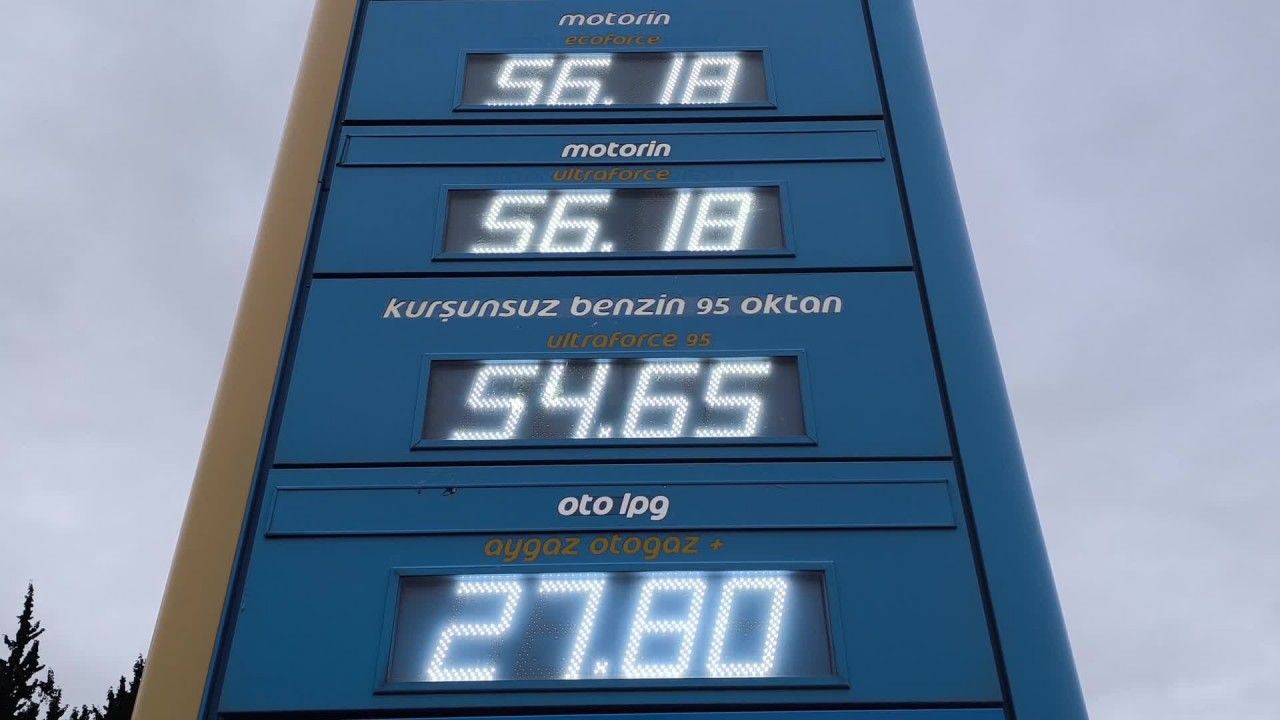 motorin
ecoforce
56.18
motorin
ultraforce
56.18
kurşunsuz benzin 95 oktan
ultraforce 95
54.65
oto lpg
aygaz otogaz +
27.80